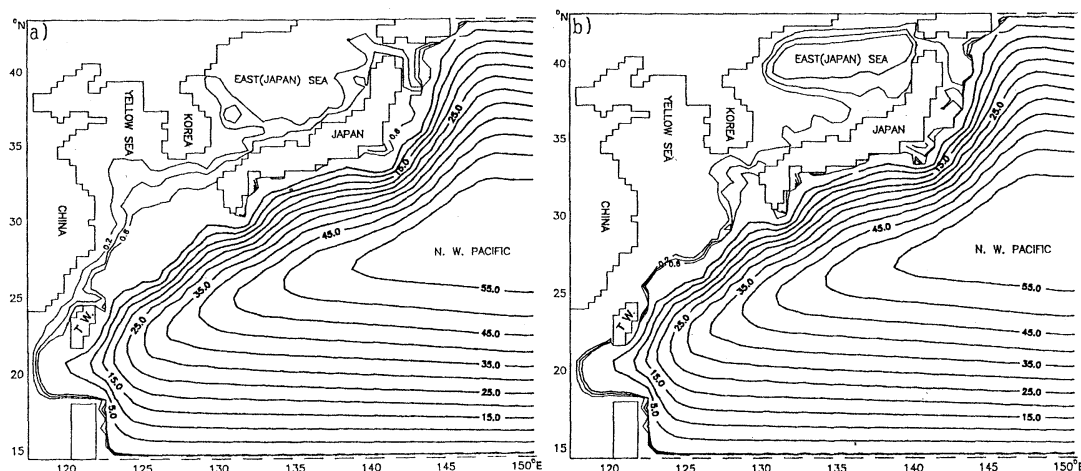 a)
°N
40
35
30
25
20
15
120
125
130
135
140
145
150°E
EAST(JAPAN) SEA
YELLOW SEA
KOREA
JAPAN
CHINA
T.W.
N. W. PACIFIC
0.2
0.6
0.6
25.0
15.0
45.0
35.0
25.0
15.0
5.0
55.0
45.0
35.0
25.0
15.0
b)
°N
40
35
30
25
20
15
120
125
130
135
140
145
150°E
EAST(JAPAN) SEA
YELLOW SEA
KOREA
JAPAN
CHINA
T.W.
N. W. PACIFIC
0.2
0.6
25.0
15.0
45.0
35.0
25.0
15.0
5.0
55.0
45.0
35.0
25.0
15.0